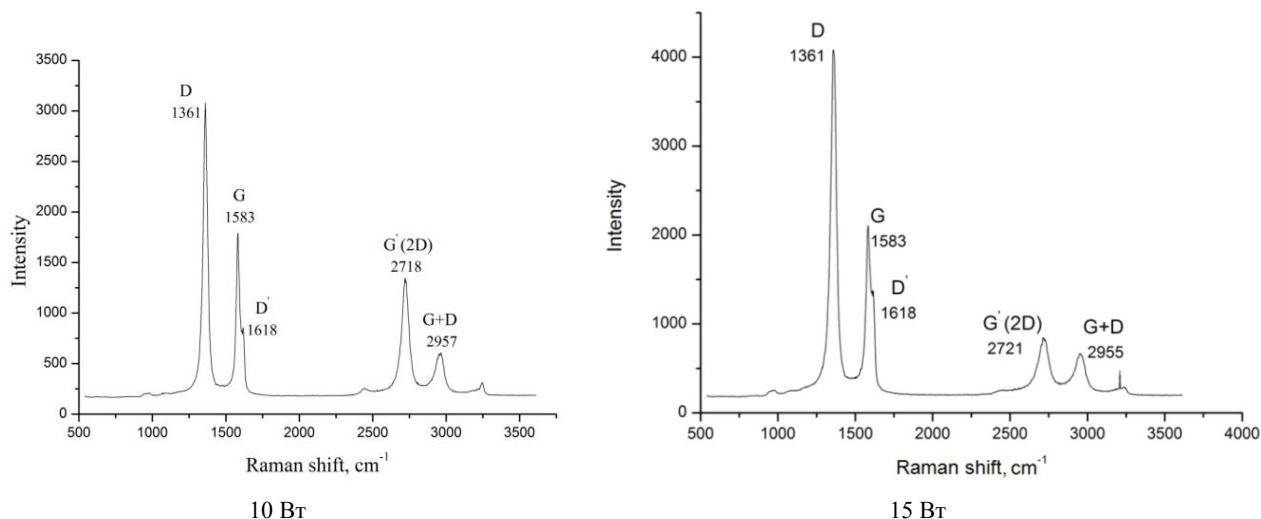 3500
3000
2500
2000
1500
1000
500
0
Intensity
D
1361
G
1583
D'
1618
G'(2D)
2718
G+D
2957
500 1000 1500 2000 2500 3000 3500
Raman shift, cm-1
10 Вт
4000
3000
2000
1000
0
Intensity
D
1361
G
1583
D'
1618
G'(2D)
2721
G+D
2955
500 1000 1500 2000 2500 3000 3500 4000
Raman shift, cm-1
15 Вт